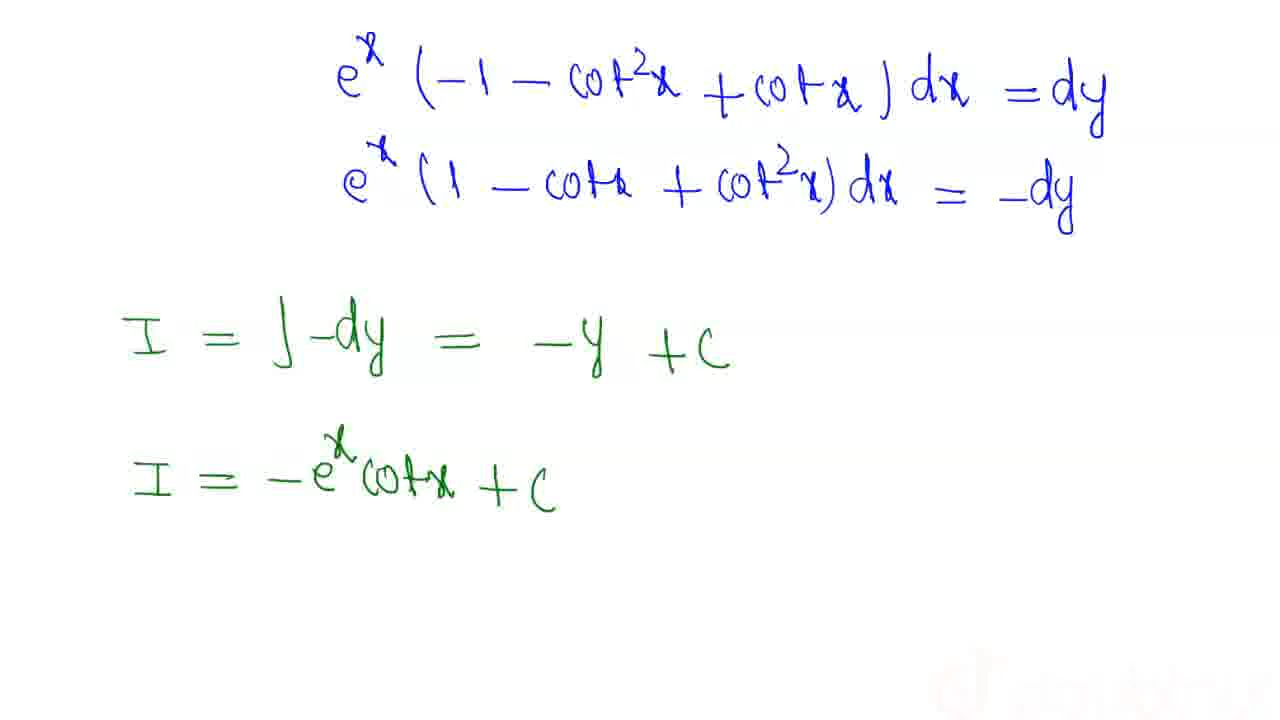 e^x (-1 - cot²x + cot x) dx = dy
e^x (1 - cot x + cot²x) dx = -dy
I = ∫ -dy = -y + c
I = -e^x cot x + c